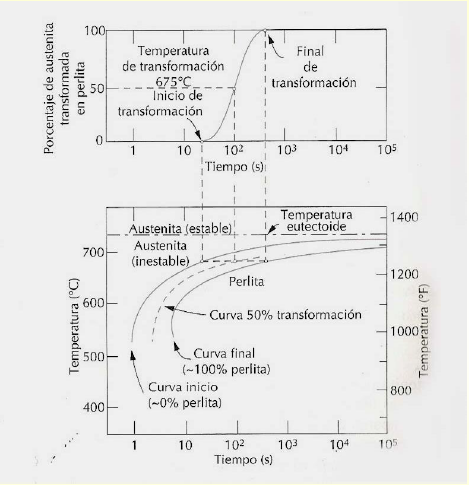 Porcentaje de austenita
transformada
en perlita
100
50
0
Temperatura
de transformación
675°C
Inicio de
transformación
Final
de
transformación
1 10 10² 10³ 10⁴ 10⁵
Tiempo (s)
Temperatura (°C)
700
600
500
400
Austenita (estable)
Austenita
(inestable)
Temperatura
eutectoide
Perlita
Curva 50% transformación
Curva final
(~100% perlita)
Curva inicio
(~0% perlita)
1400
1200
1000
800
Temperatura (°F)
1 10 10² 10³ 10⁴ 10⁵
Tiempo (s)